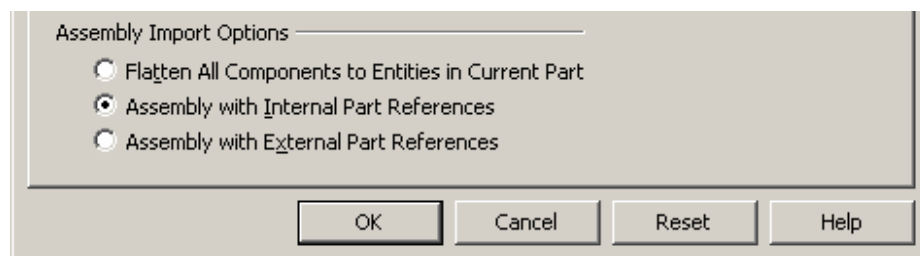 Assembly Import Options
Flatten All Components to Entities in Current Part
Assembly with Internal Part References
Assembly with External Part References
OK Cancel Reset Help